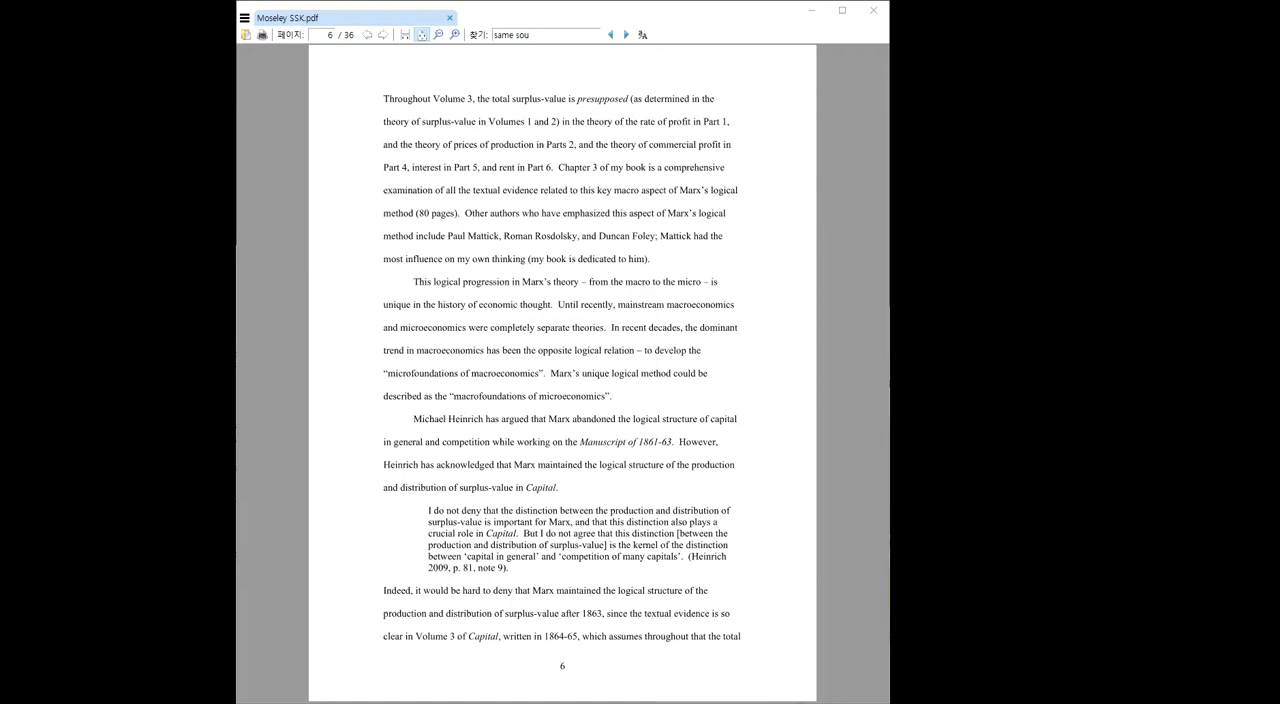 Moseley SSK.pdf
페이지: 6 / 36 찾기: same sou
Throughout Volume 3, the total surplus-value is presupposed (as determined in the
theory of surplus-value in Volumes 1 and 2) in the theory of the rate of profit in Part 1,
and the theory of prices of production in Parts 2, and the theory of commercial profit in
Part 4, interest in Part 5, and rent in Part 6.  Chapter 3 of my book is a comprehensive
examination of all the textual evidence related to this key macro aspect of Marx's logical
method (80 pages).  Other authors who have emphasized this aspect of Marx's logical
method include Paul Mattick, Roman Rosdolsky, and Duncan Foley; Mattick had the
most influence on my own thinking (my book is dedicated to him).
This logical progression in Marx's theory – from the macro to the micro – is
unique in the history of economic thought.  Until recently, mainstream macroeconomics
and microeconomics were completely separate theories.  In recent decades, the dominant
trend in macroeconomics has been the opposite logical relation – to develop the
“microfoundations of macroeconomics”.  Marx's unique logical method could be
described as the “macrofoundations of microeconomics”.
Michael Heinrich has argued that Marx abandoned the logical structure of capital
in general and competition while working on the Manuscript of 1861-63.  However,
Heinrich has acknowledged that Marx maintained the logical structure of the production
and distribution of surplus-value in Capital.
I do not deny that the distinction between the production and distribution of
surplus-value is important for Marx, and that this distinction also plays a
crucial role in Capital.  But I do not agree that this distinction [between the
production and distribution of surplus-value] is the kernel of the distinction
between ‘capital in general’ and ‘competition of many capitals’.  (Heinrich
2009, p. 81, note 9).
Indeed, it would be hard to deny that Marx maintained the logical structure of the
production and distribution of surplus-value after 1863, since the textual evidence is so
clear in Volume 3 of Capital, written in 1864-65, which assumes throughout that the total
6